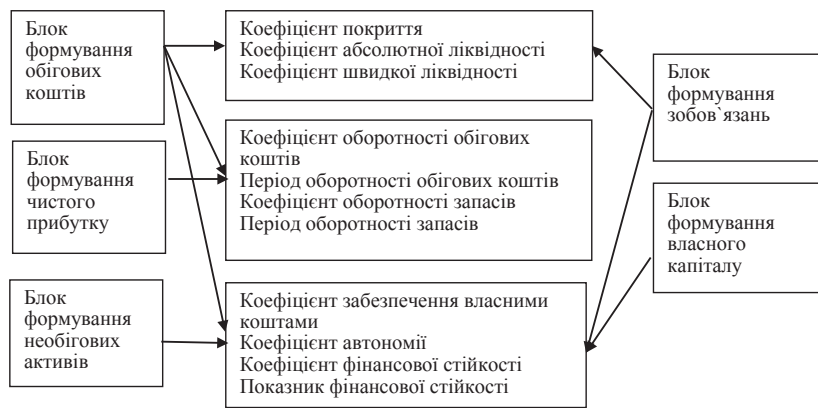 Блок
формування
обігових
коштів
Блок
формування
чистого
прибутку
Блок
формування
необігових
активів
Коефіцієнт покриття
Коефіцієнт абсолютної ліквідності
Коефіцієнт швидкої ліквідності
Коефіцієнт оборотності обігових
коштів
Період оборотності обігових коштів
Коефіцієнт оборотності запасів
Період оборотності запасів
Коефіцієнт забезпечення власними
коштами
Коефіцієнт автономії
Коефіцієнт фінансової стійкості
Показник фінансової стійкості
Блок
формування
зобов`язань
Блок
формування
власного
капіталу